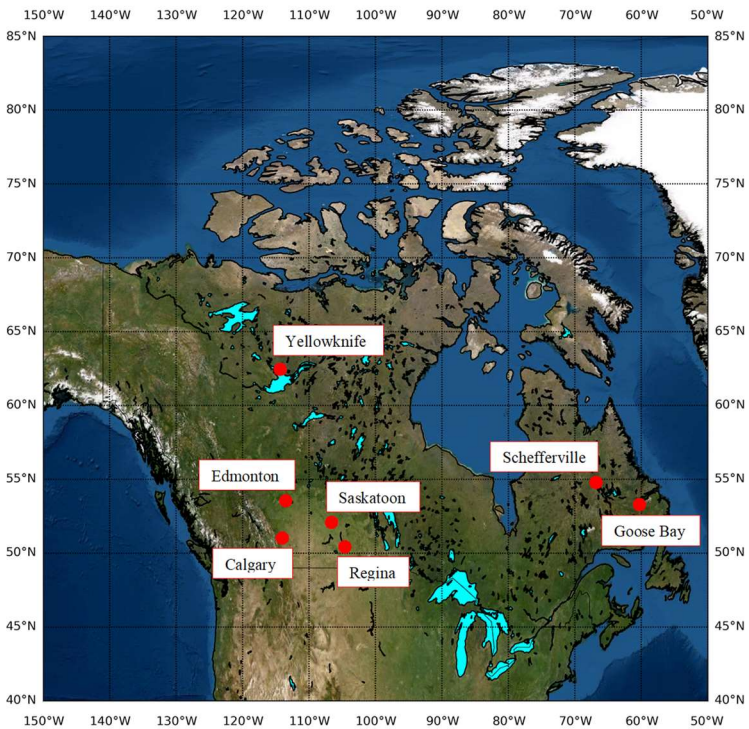 150°W 140°W 130°W 120°W 110°W 100°W 90°W 80°W 70°W 60°W 50°W
85°N 85°N
80°N 80°N
75°N 75°N
70°N 70°N
65°N 65°N
Yellowknife
60°N 60°N
Schefferville
55°N 55°N
Edmonton
Saskatoon
Goose Bay
50°N 50°N
Calgary
Regina
45°N 45°N
40°N 40°N
150°W 140°W 130°W 120°W 110°W 100°W 90°W 80°W 70°W 60°W 50°W